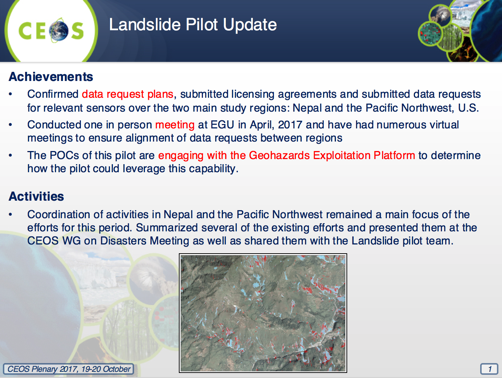 CEOS
Landslide Pilot Update
Achievements
• Confirmed data request plans, submitted licensing agreements and submitted data requests
for relevant sensors over the two main study regions: Nepal and the Pacific Northwest, U.S.
• Conducted one in person meeting at EGU in April, 2017 and have had numerous virtual
meetings to ensure alignment of data requests between regions
• The POCs of this pilot are engaging with the Geohazards Exploitation Platform to determine
how the pilot could leverage this capability.
Activities
• Coordination of activities in Nepal and the Pacific Northwest remained a main focus of the
efforts for this period. Summarized several of the existing efforts and presented them at the
CEOS WG on Disasters Meeting as well as shared them with the Landslide pilot team.
CEOS Plenary 2017, 19-20 October
1